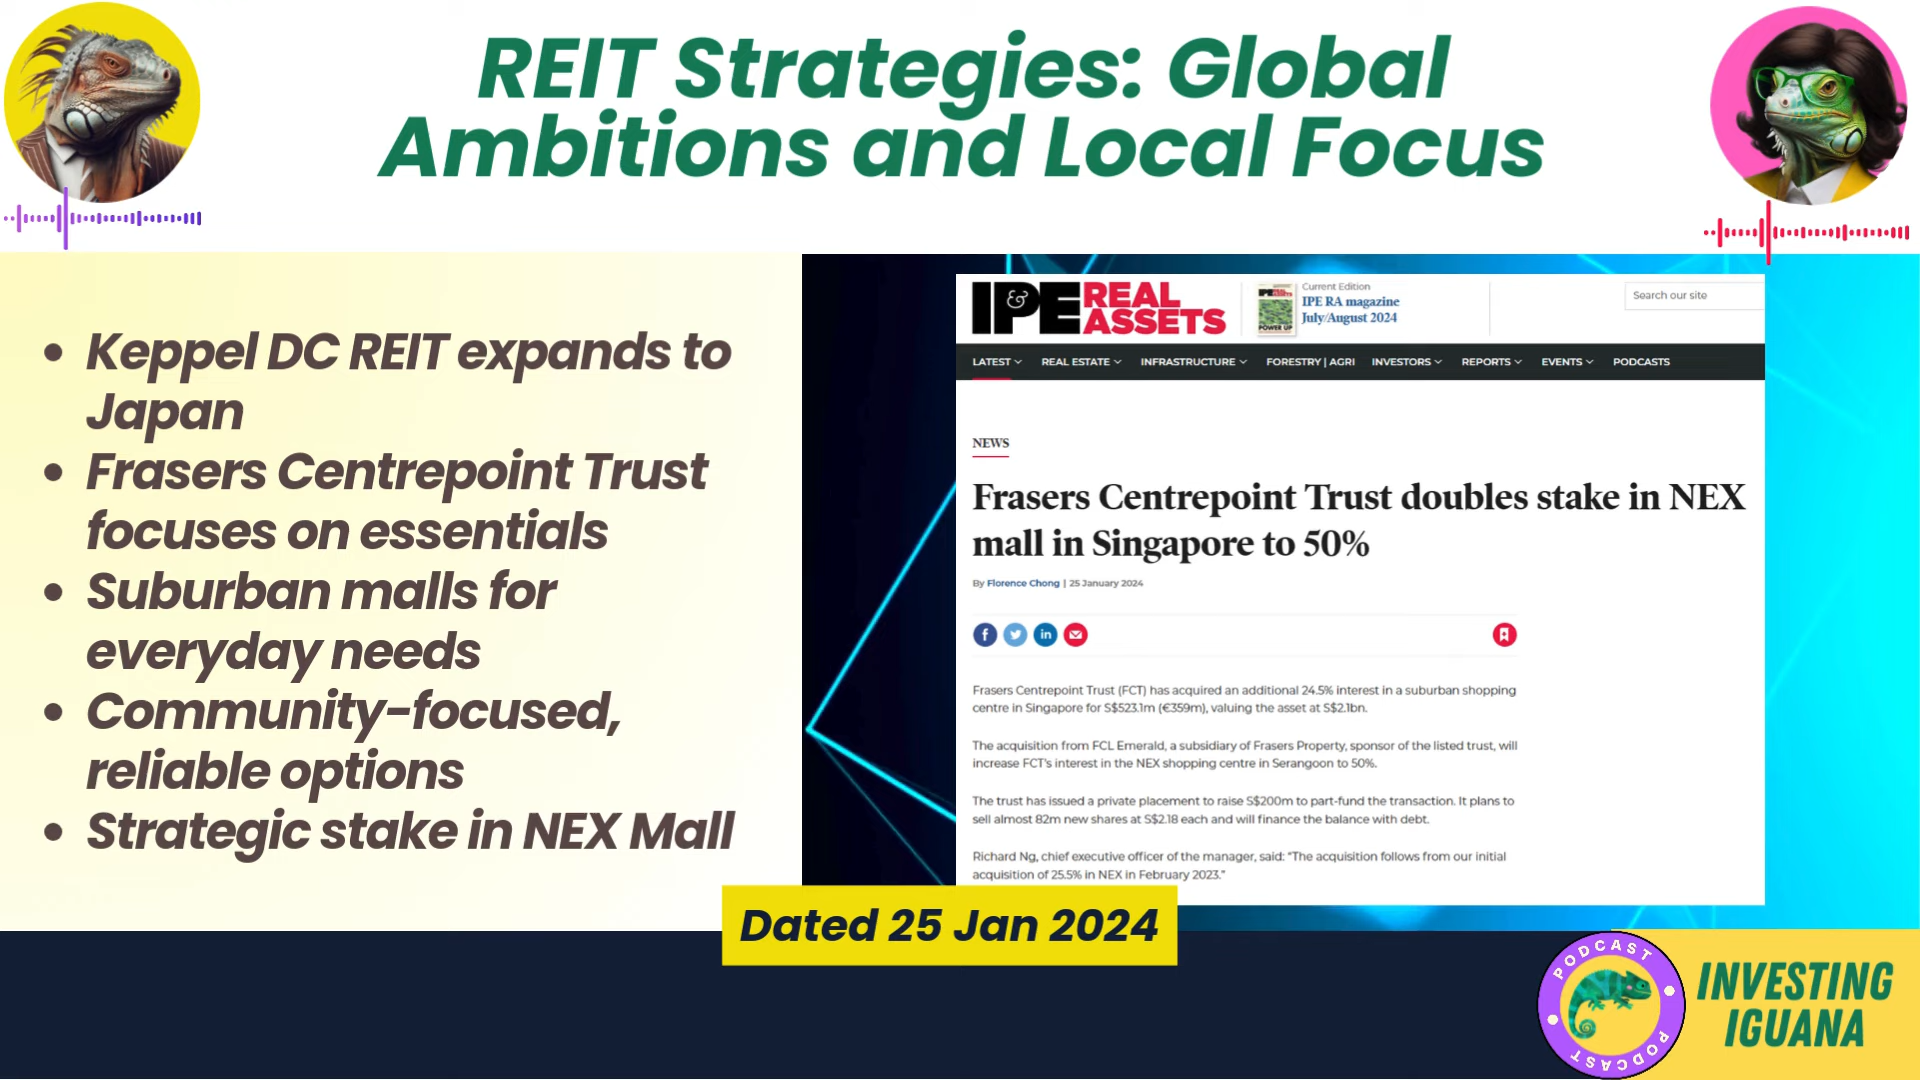 REIT Strategies: Global
Ambitions and Local Focus
• Keppel DC REIT expands to
Japan
• Frasers Centrepoint Trust
focuses on essentials
• Suburban malls for
everyday needs
• Community-focused,
reliable options
• Strategic stake in NEX Mall
I&PE REAL
ASSETS
IPE REAL ASSETS
POWER UP
Current Edition
IPE RA magazine
July/August 2024
Search our site
LATEST REAL ESTATE INFRASTRUCTURE FORESTRY | AGRI INVESTORS REPORTS EVENTS PODCASTS
NEWS
Frasers Centrepoint Trust doubles stake in NEX
mall in Singapore to 50%
By Florence Chong | 25 January 2024
Frasers Centrepoint Trust (FCT) has acquired an additional 24.5% interest in a suburban shopping
centre in Singapore for S$523.1m (€359m), valuing the asset at S$2.1bn.
The acquisition from FCL Emerald, a subsidiary of Frasers Property, sponsor of the listed trust, will
increase FCT's interest in the NEX shopping centre in Serangoon to 50%.
The trust has issued a private placement to raise S$200m to part-fund the transaction. It plans to
sell almost 82m new shares at S$2.18 each and will finance the balance with debt.
Richard Ng, chief executive officer of the manager, said: “The acquisition follows from our initial
acquisition of 25.5% in NEX in February 2023.”
Dated 25 Jan 2024
PODCAST
PODCAST
INVESTING
IGUANA